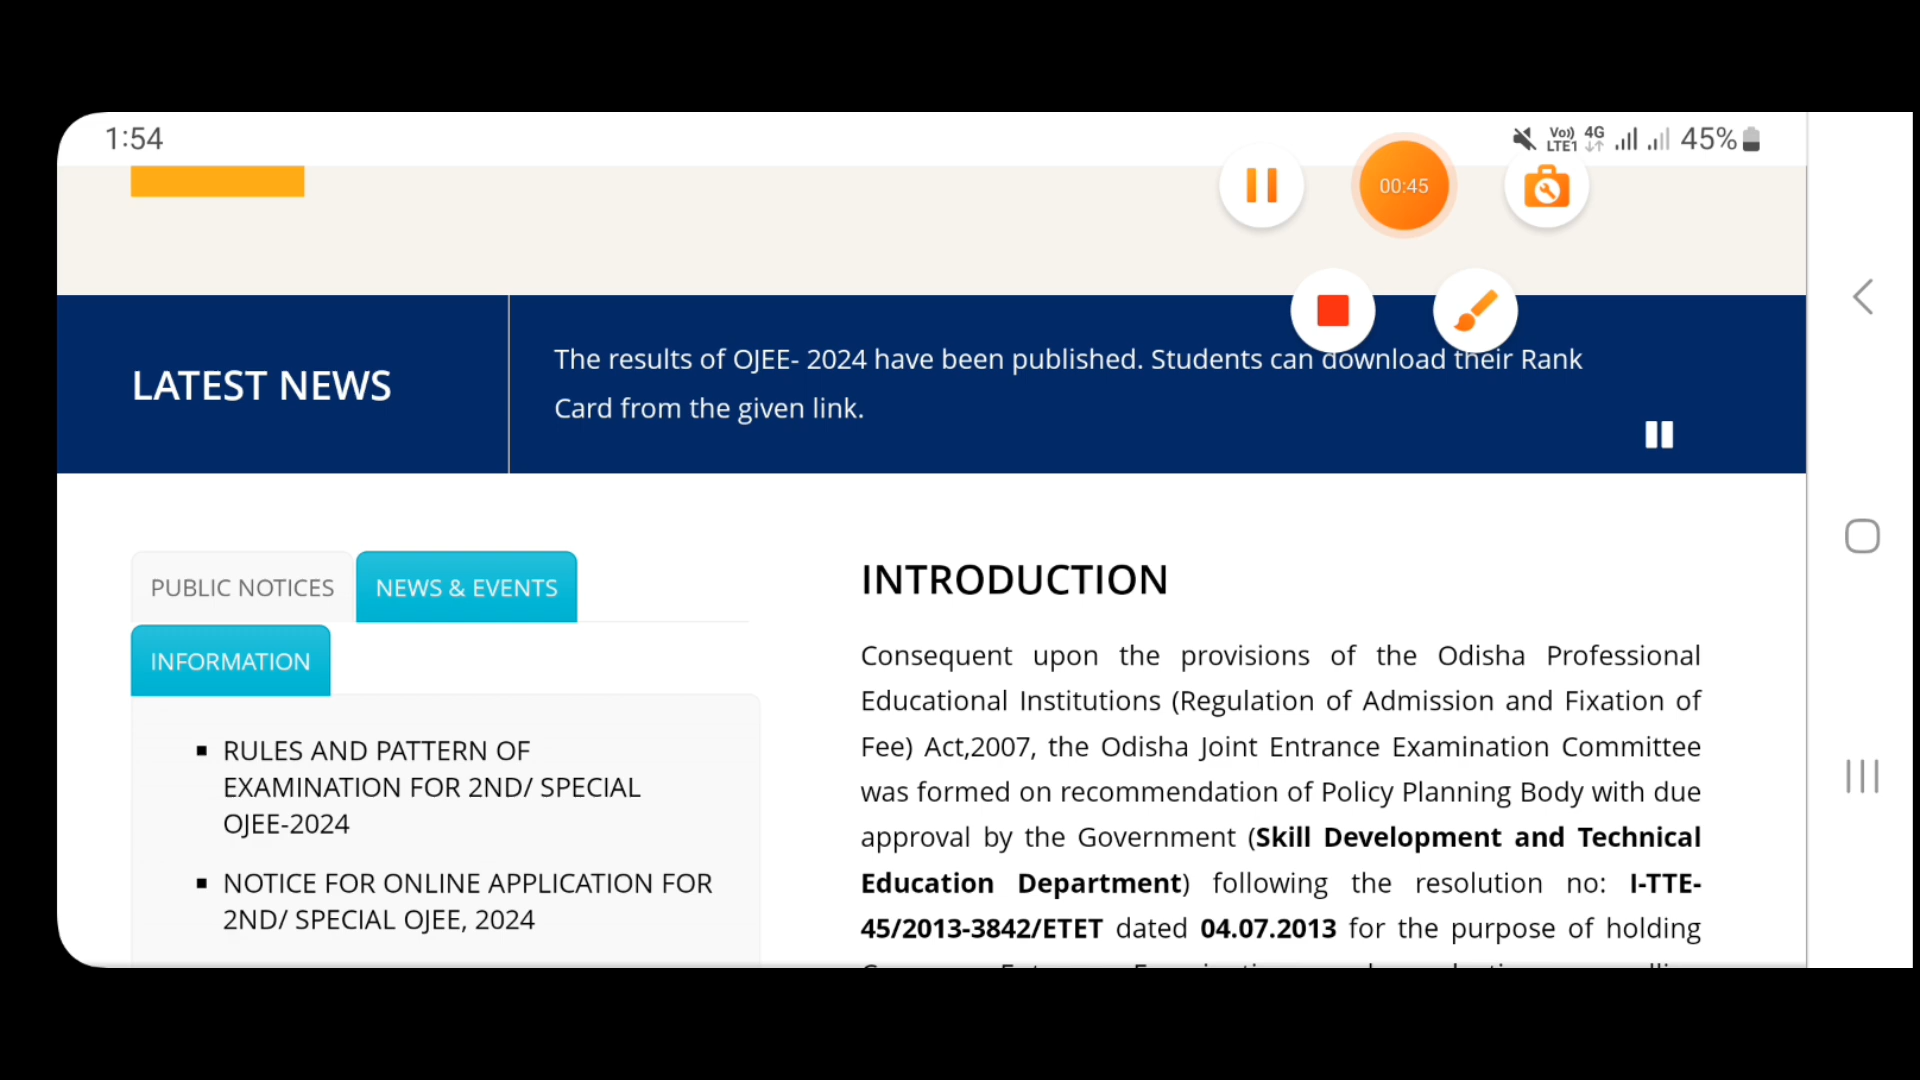 1:54
Vo)) 4G 45%
LTE1
00:45
LATEST NEWS
The results of OJEE- 2024 have been published. Students can download their Rank
Card from the given link.
PUBLIC NOTICES
NEWS & EVENTS
INFORMATION
RULES AND PATTERN OF
EXAMINATION FOR 2ND/ SPECIAL
OJEE-2024
NOTICE FOR ONLINE APPLICATION FOR
2ND/ SPECIAL OJEE, 2024
INTRODUCTION
Consequent upon the provisions of the Odisha Professional
Educational Institutions (Regulation of Admission and Fixation of
Fee) Act,2007, the Odisha Joint Entrance Examination Committee
was formed on recommendation of Policy Planning Body with due
approval by the Government (Skill Development and Technical
Education Department) following the resolution no: I-TTE-
45/2013-3842/ETET dated 04.07.2013 for the purpose of holding